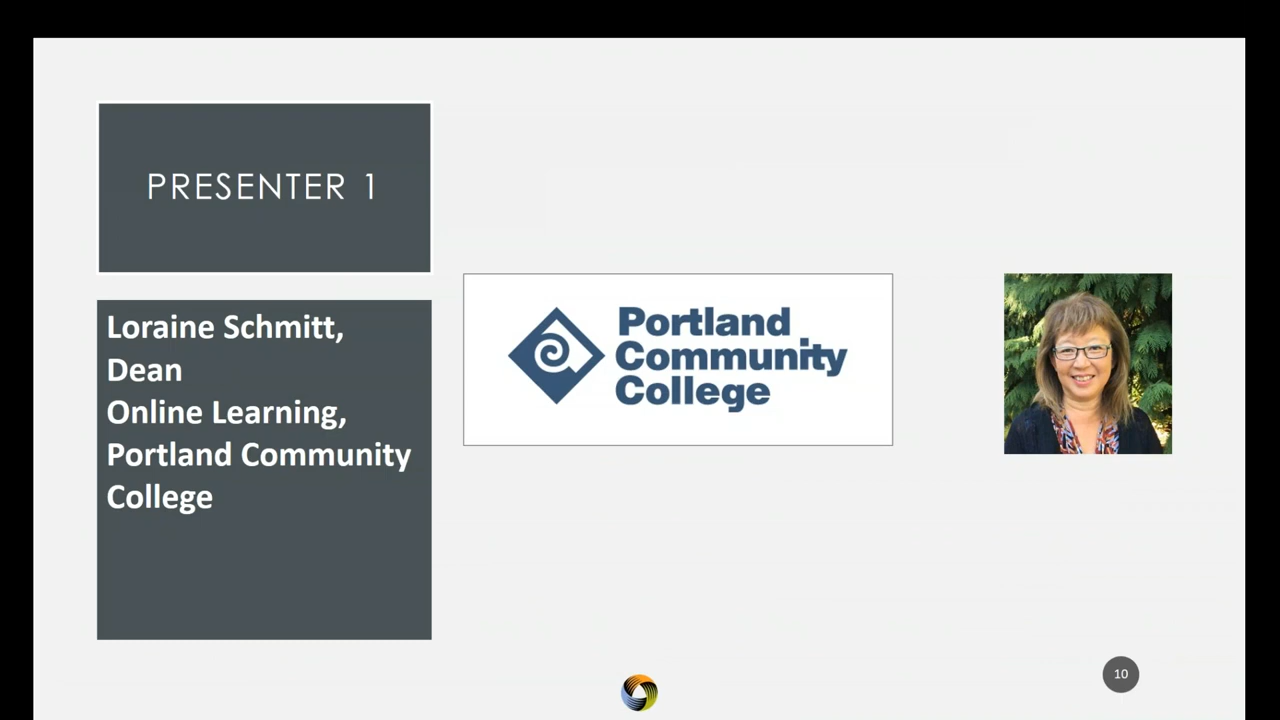 PRESENTER 1
Loraine Schmitt,
Dean
Online Learning,
Portland Community
College
Portland
Community
College
10